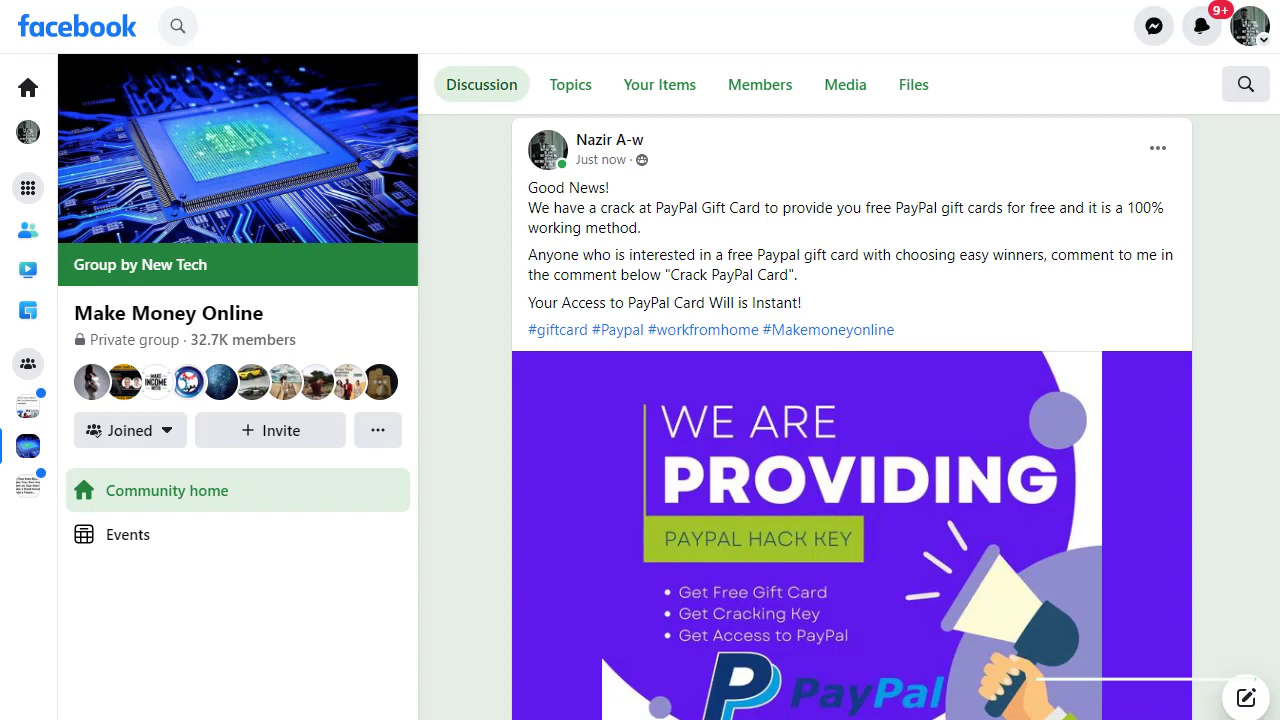 facebook
9+
Group by New Tech
Make Money Online
Private group · 32.7K members
MAKE
INCOME
Joined
+ Invite
Community home
Events
Discussion
Topics
Your Items
Members
Media
Files
Nazir A-w
Just now ·
Good News!
We have a crack at PayPal Gift Card to provide you free PayPal gift cards for free and it is a 100%
working method.
Anyone who is interested in a free Paypal gift card with choosing easy winners, comment to me in
the comment below "Crack PayPal Card".
Your Access to PayPal Card Will is Instant!
#giftcard #Paypal #workfromhome #Makemoneyonline
WE ARE
PROVIDING
PAYPAL HACK KEY
• Get Free Gift Card
• Get Cracking Key
• Get Access to PayPal
PayPal